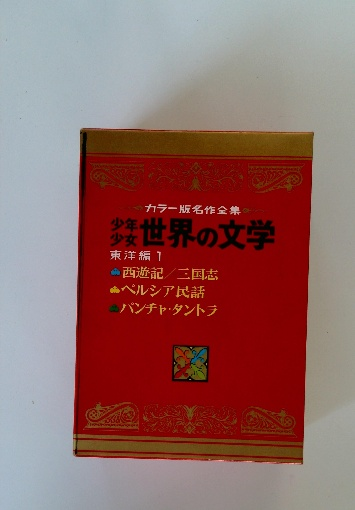 カラー版名作全集
少年少女 世界の文学
東洋編 1
西遊記/三国志
ペルシア民話
パンチャ・タントラ